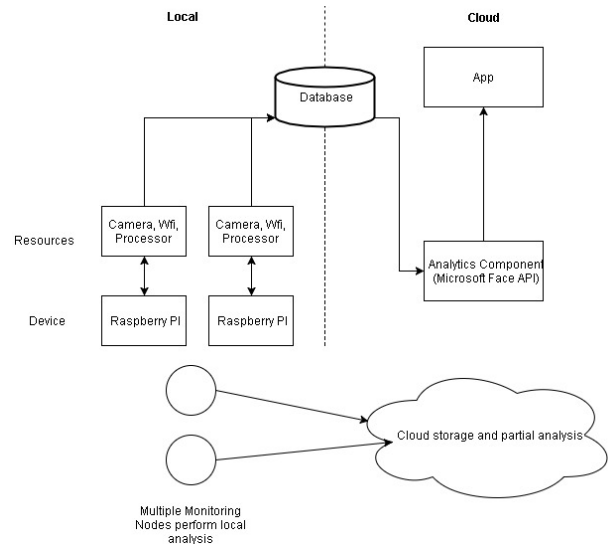 Local
Cloud
Database
App
Resources
Camera, Wfi,
Processor
Camera, Wfi,
Processor
Analytics Component
(Microsoft Face API)
Device
Raspberry PI
Raspberry PI
Cloud storage and partial analysis
Multiple Monitoring
Nodes perform local
analysis